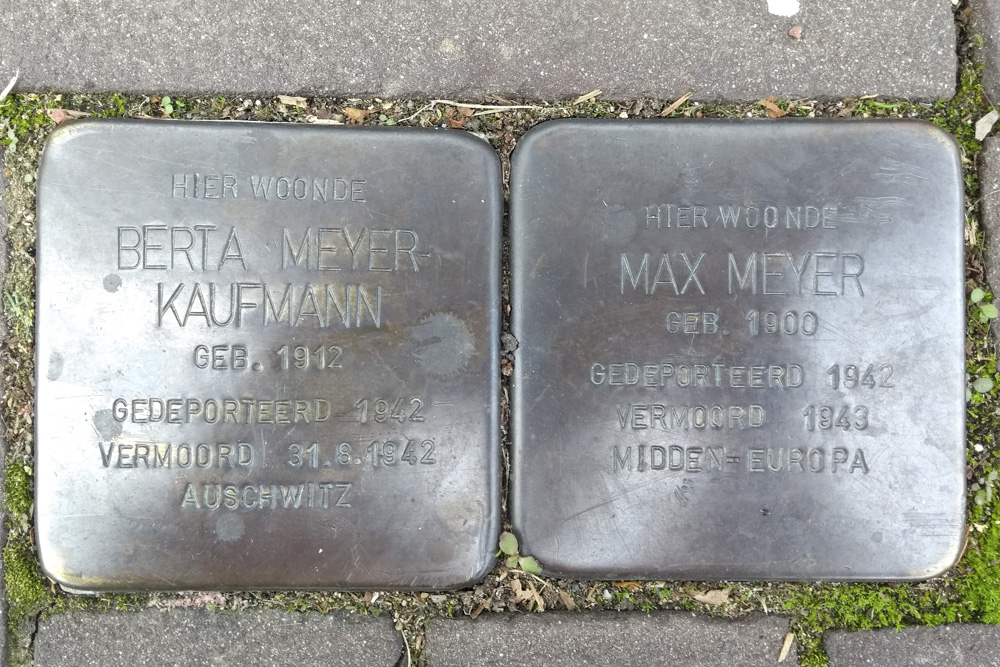 HIER WOONDE
BERTA MEYER-
KAUFMANN
GEB. 1912
GEDEPORTEERD 1942
VERMOORD 31.8.1942
AUSCHWITZ
HIER WOONDE
MAX MEYER
GEB. 1900
GEDEPORTEERD 1942
VERMOORD 1943
MIDDEN-EUROPA